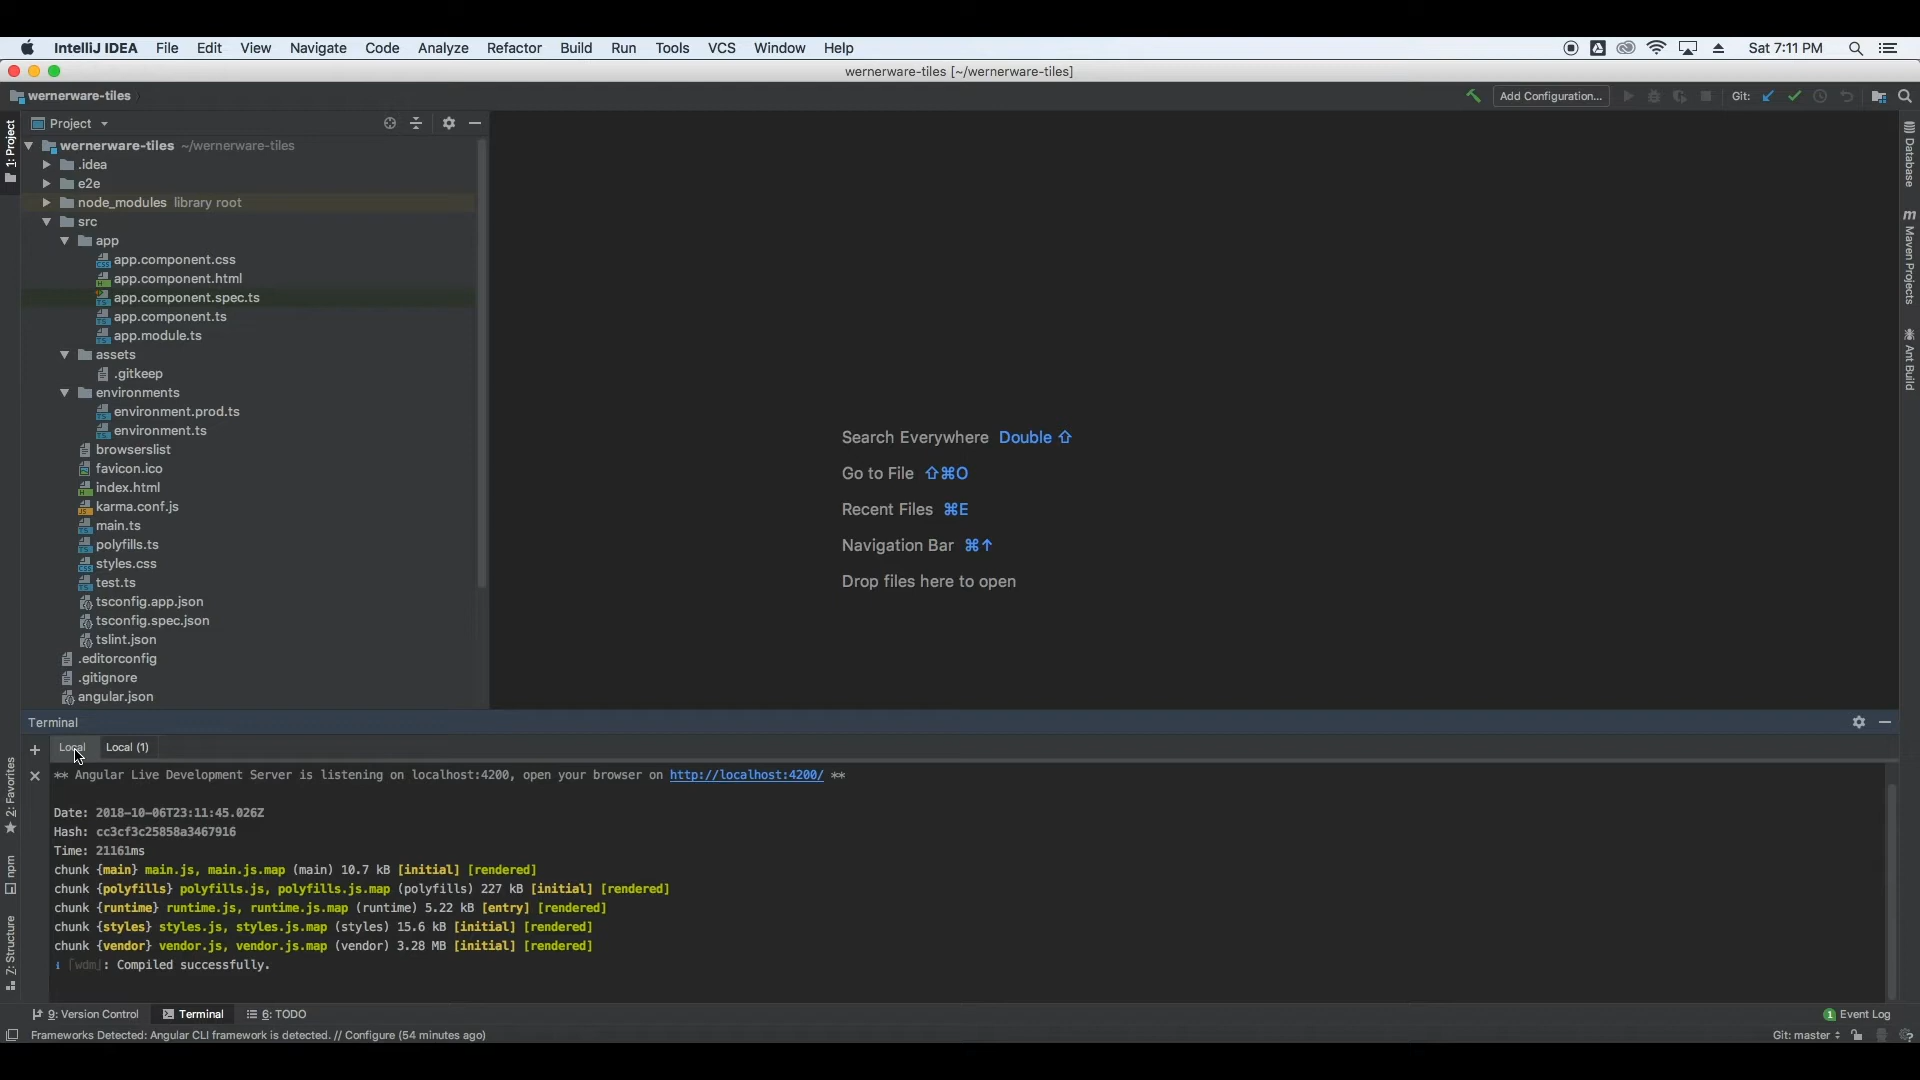 IntelliJ IDEA File Edit View Navigate Code Analyze Refactor Build Run Tools VCS Window Help Sat 7:11 PM
wernerware-tiles [~/wernerware-tiles]
wernerware-tiles Add Configuration... Git:
Project
wernerware-tiles ~/wernerware-tiles
.idea
e2e
node_modules library root
src
app
app.component.css
app.component.html
app.component.spec.ts
app.component.ts
app.module.ts
assets
.gitkeep
environments
environment.prod.ts
environment.ts
browserslist
favicon.ico
index.html
karma.conf.js
main.ts
polyfills.ts
styles.css
test.ts
tsconfig.app.json
tsconfig.spec.json
tslint.json
.editorconfig
.gitignore
angular.json
1: Project
2: Favorites
npm
7: Structure
Search Everywhere Double ⇧
Go to File ⇧⌘O
Recent Files ⌘E
Navigation Bar ⌘↑
Drop files here to open
Database
Maven Projects
Ant Build
Terminal
Local Local (1)
** Angular Live Development Server is listening on localhost:4200, open your browser on http://localhost:4200/ **
Date: 2018-10-06T23:11:45.026Z
Hash: cc3cf3c25858a3467916
Time: 21161ms
chunk {main} main.js, main.js.map (main) 10.7 kB [initial] [rendered]
chunk {polyfills} polyfills.js, polyfills.js.map (polyfills) 227 kB [initial] [rendered]
chunk {runtime} runtime.js, runtime.js.map (runtime) 5.22 kB [entry] [rendered]
chunk {styles} styles.js, styles.js.map (styles) 15.6 kB [initial] [rendered]
chunk {vendor} vendor.js, vendor.js.map (vendor) 3.28 MB [initial] [rendered]
i ｢wdm｣: Compiled successfully.
9: Version Control Terminal 6: TODO 1 Event Log
Frameworks Detected: Angular CLI framework is detected. // Configure (54 minutes ago) Git: master